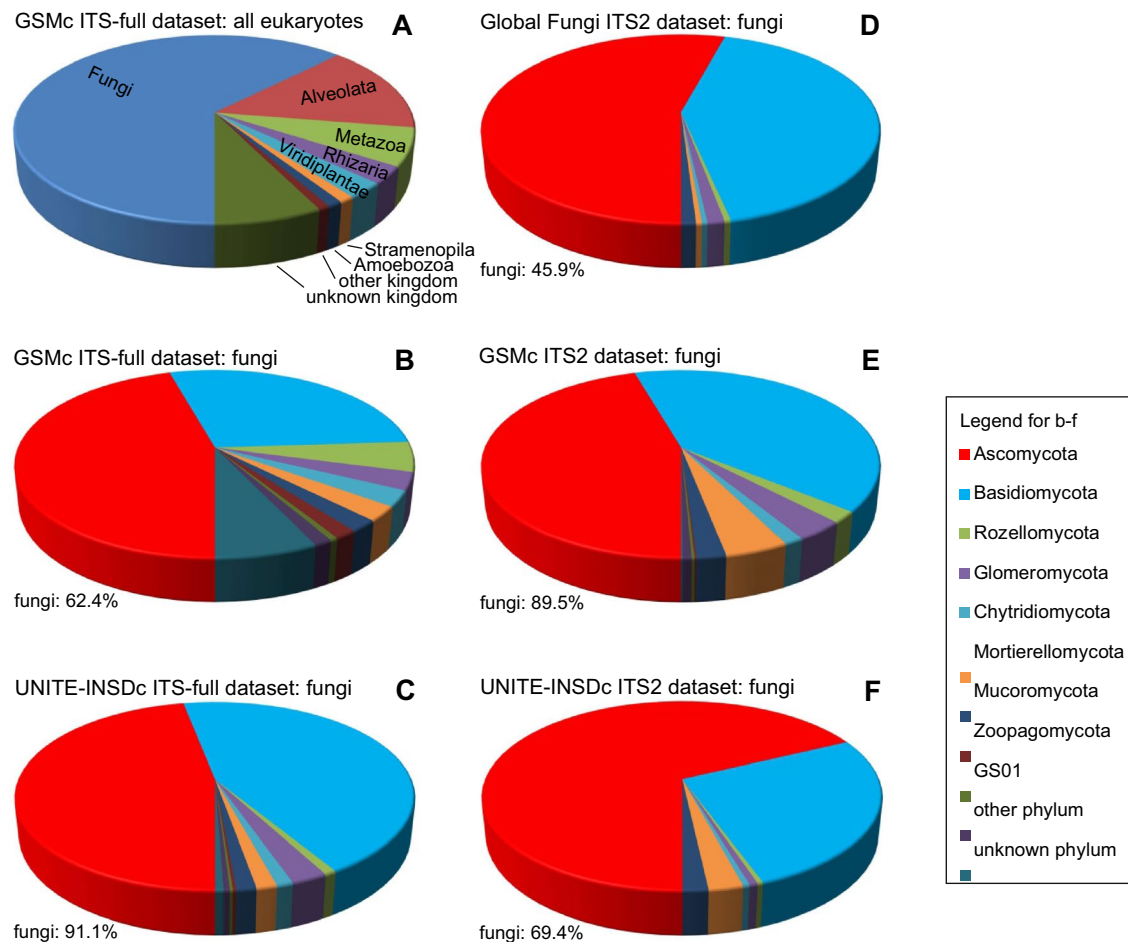 GSMc ITS-full dataset: all eukaryotes
A
Fungi
Alveolata
Metazoa
Rhizaria
Viridiplantae
Stramenopila
Amoebozoa
other kingdom
unknown kingdom
Global Fungi ITS2 dataset: fungi
D
fungi: 45.9%
GSMc ITS-full dataset: fungi
B
fungi: 62.4%
GSMc ITS2 dataset: fungi
E
fungi: 89.5%
UNITE-INSDc ITS-full dataset: fungi
C
fungi: 91.1%
UNITE-INSDc ITS2 dataset: fungi
F
fungi: 69.4%
Legend for b-f
Ascomycota
Basidiomycota
Rozellomycota
Glomeromycota
Chytridiomycota
Mortierellomycota
Mucoromycota
Zoopagomycota
GS01
other phylum
unknown phylum